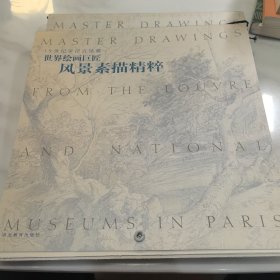 MASTER DRAWINGS
MASTER DRAWINGS
世界绘画巨匠
风景素描精粹
FROM THE LOUVRE
AND NATIONAL
MUSEUMS IN PARIS